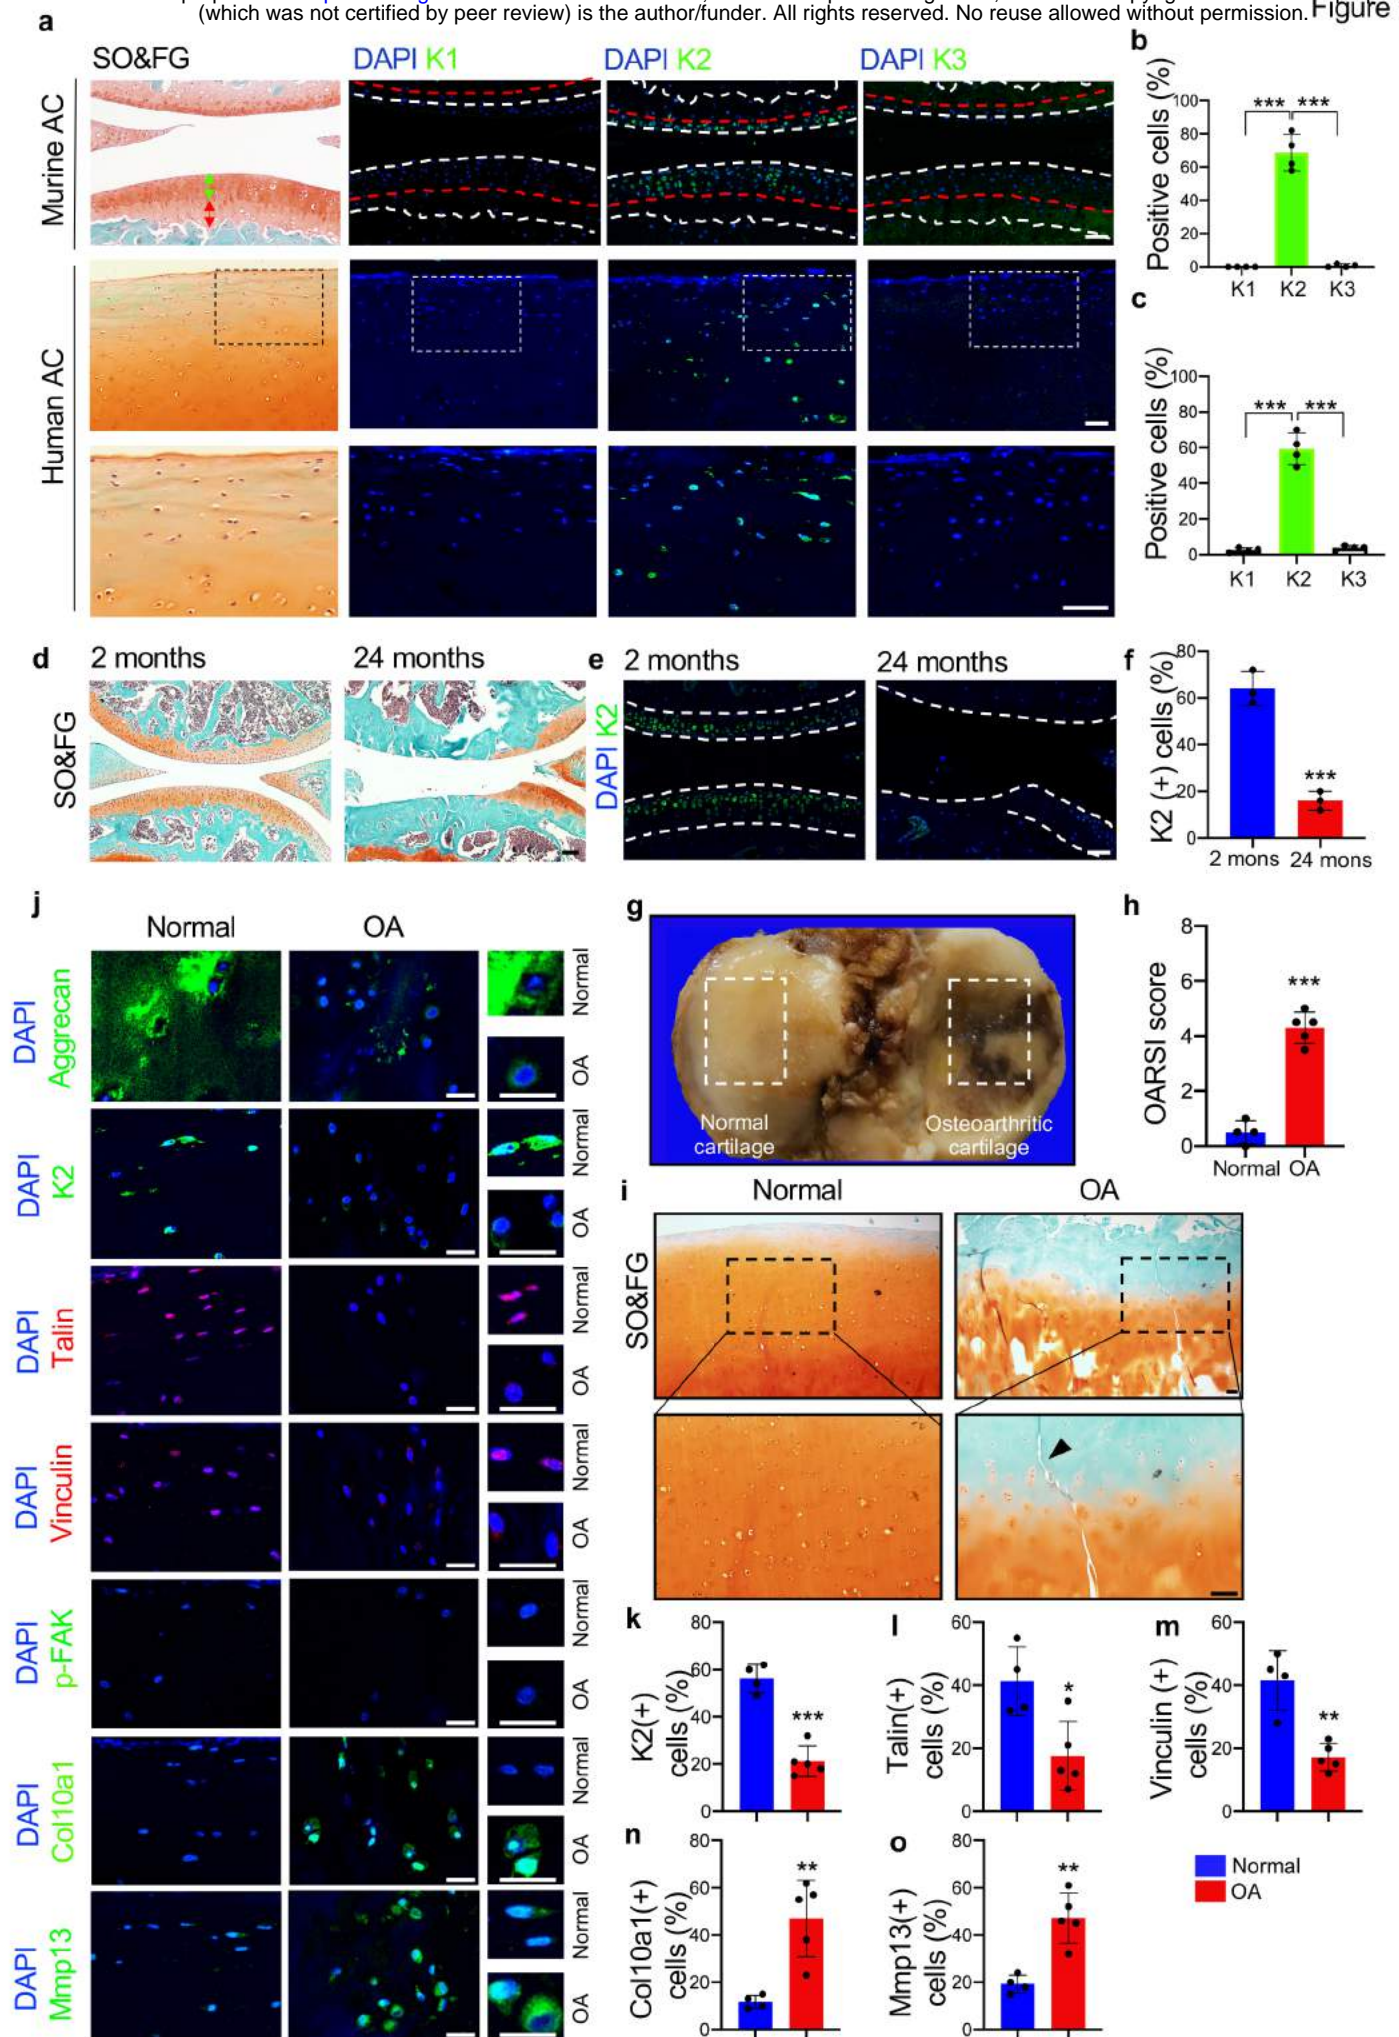 (which was not certified by peer review) is the author/funder. All rights reserved. No reuse allowed without permission.
Figure
a
SO&FG
DAPI K1
DAPI K2
DAPI K3
Murine AC
Human AC
b
Positive cells (%)
100
80
60
40
20
0
*** ***
K1 K2 K3
c
Positive cells (%)
100
80
60
40
20
0
*** ***
K1 K2 K3
d
2 months
24 months
SO&FG
e
2 months
24 months
DAPI K2
f
K2 (+) cells (%)
80
60
40
20
0
***
2 mons 24 mons
j
Normal
OA
DAPI
Aggrecan
Normal
OA
DAPI
K2
Normal
OA
DAPI
Talin
Normal
OA
DAPI
Vinculin
Normal
OA
DAPI
p-FAK
Normal
OA
DAPI
Col10a1
Normal
OA
DAPI
Mmp13
Normal
OA
g
Normal
cartilage
Osteoarthritic
cartilage
h
OARSI score
8
6
4
2
0
***
Normal OA
i
Normal
OA
SO&FG
k
K2(+)
cells (%)
80
60
40
20
0
***
l
Talin(+)
cells (%)
60
40
20
0
*
m
Vinculin (+)
cells (%)
60
40
20
0
**
n
Col10a1(+)
cells (%)
80
60
40
20
0
**
o
Mmp13(+)
cells (%)
80
60
40
20
0
**
Normal
OA